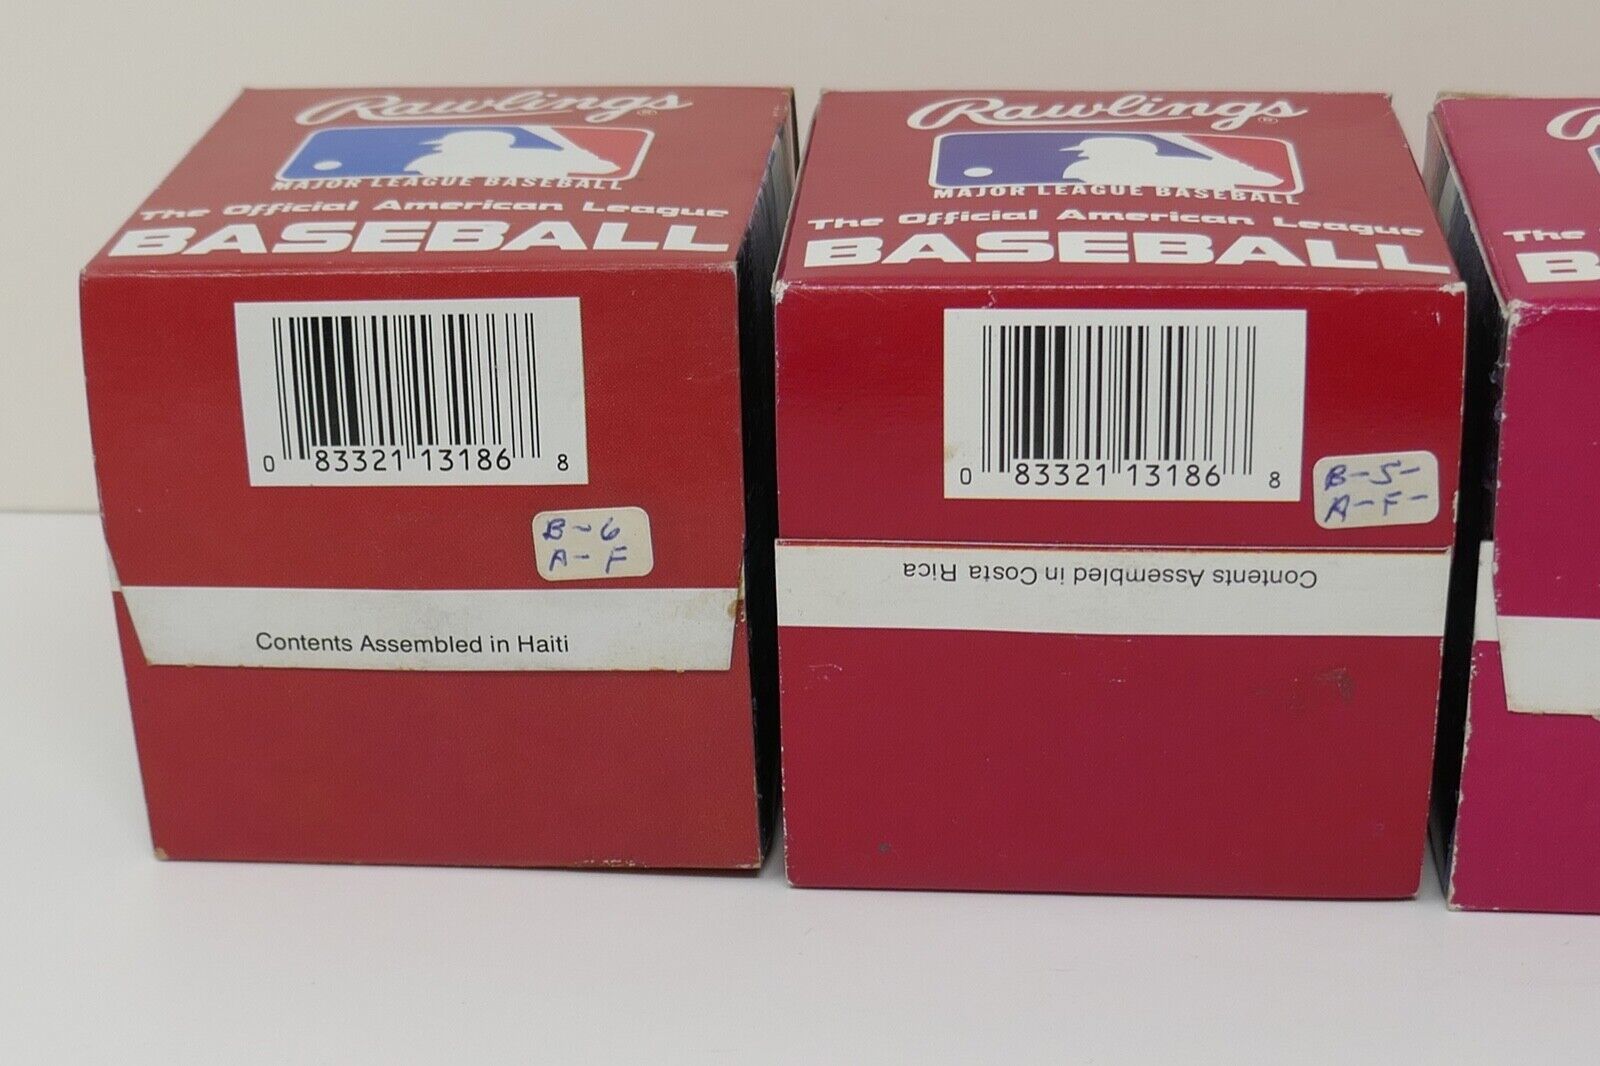 Rawlings®
MAJOR LEAGUE BASEBALL
The Official American League
BASEBALL
0 83321 13186 8
B-6
A-F
Contents Assembled in Haiti
Rawlings®
MAJOR LEAGUE BASEBALL
The Official American League
BASEBALL
0 83321 13186 8
B-5-
A-F-
Contents Assembled in Costa Rica
The